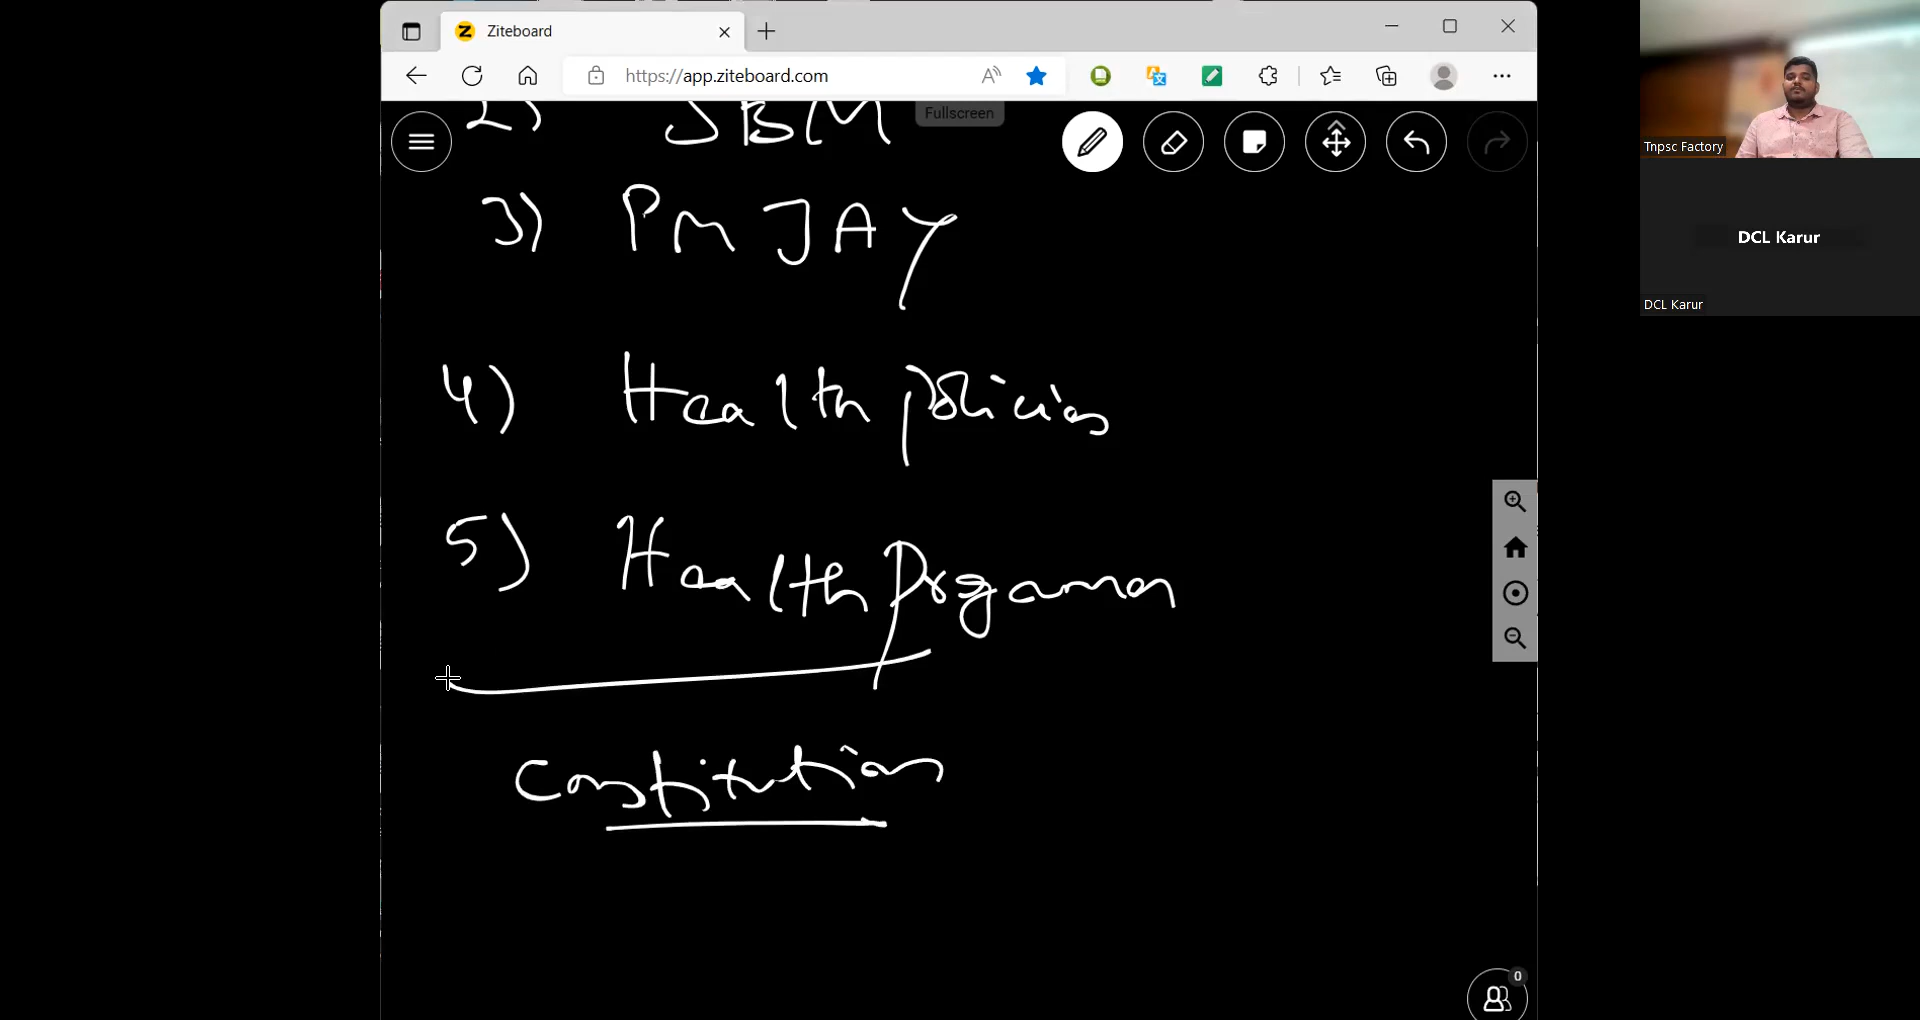 Ziteboard
https://app.ziteboard.com
Fullscreen
2) SBM
3) PMJAY
4) Health policies
5) Health
Constitution
0
Tnpsc Factory
DCL Karur
DCL Karur